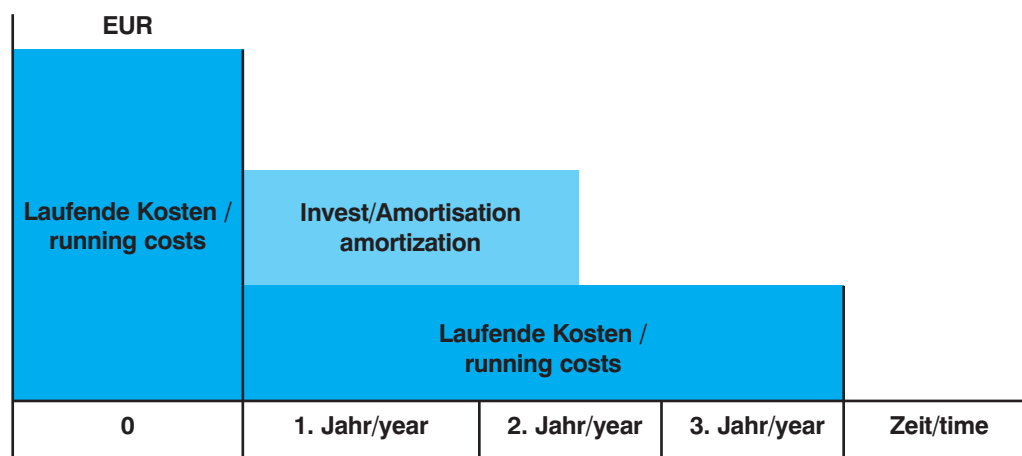 EUR
Laufende Kosten /
running costs
Invest/Amortisation
amortization
Laufende Kosten /
running costs
0
1. Jahr/year
2. Jahr/year
3. Jahr/year
Zeit/time